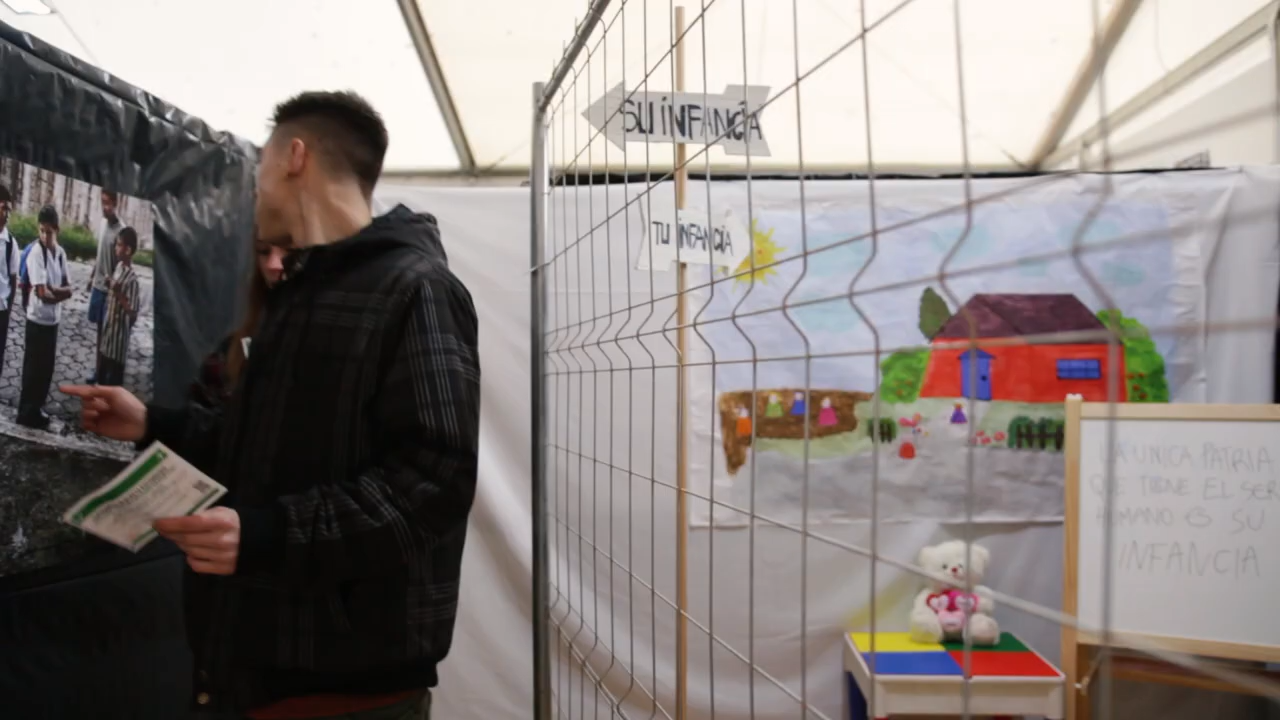 SU INFANCIA
TU INFANCIA
LA UNICA PATRIA
QUE TIENE EL SER
HUMANO ES SU
INFANCIA